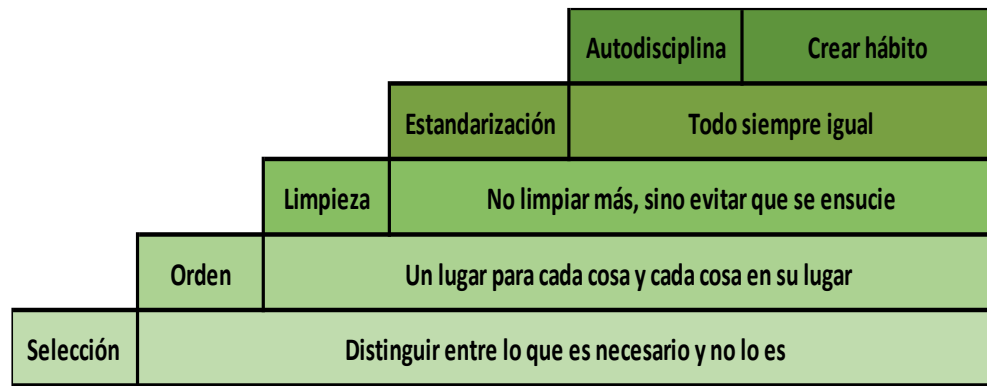 Autodisciplina Crear hábito
Estandarización Todo siempre igual
Limpieza No limpiar más, sino evitar que se ensucie
Orden Un lugar para cada cosa y cada cosa en su lugar
Selección Distinguir entre lo que es necesario y no lo es